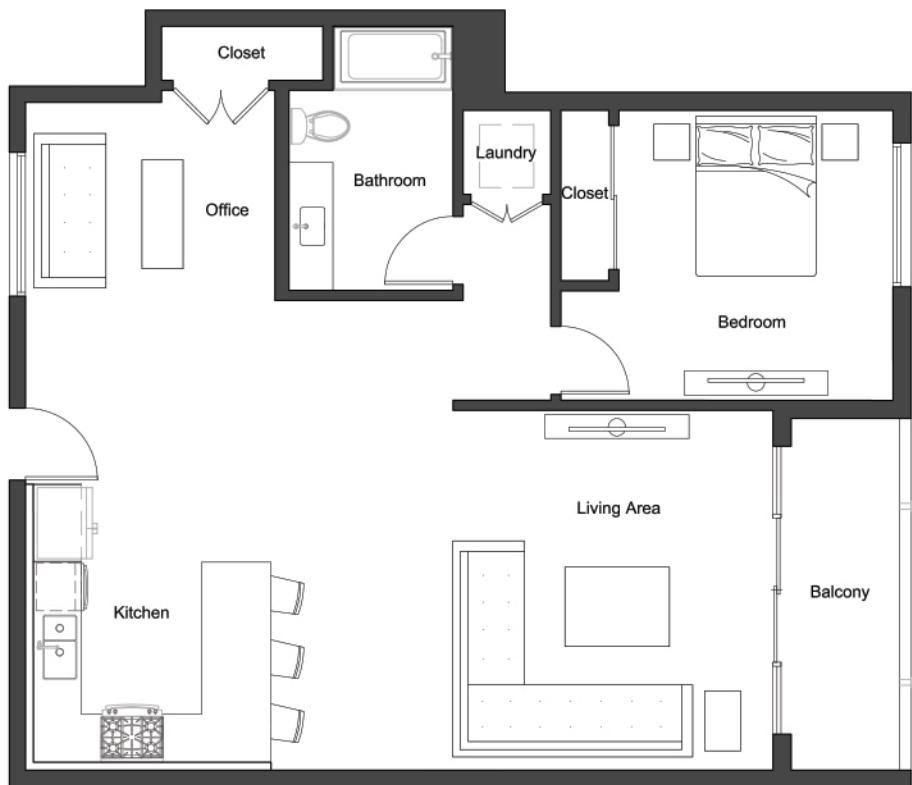 Closet
Laundry
Bathroom
Closet
Office
Bedroom
Living Area
Balcony
Kitchen